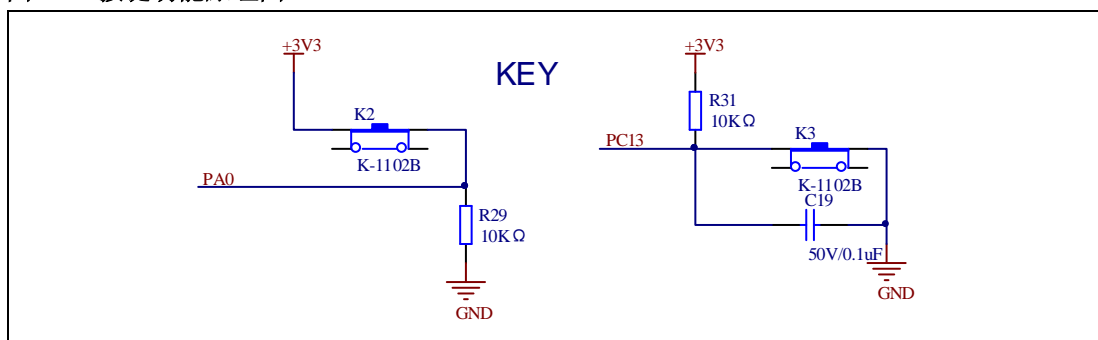 +3V3
KEY
+3V3
K2
K-1102B
PA0
R29
10KΩ
GND
R31
10KΩ
PC13
K3
K-1102B
C19
50V/0.1uF
GND